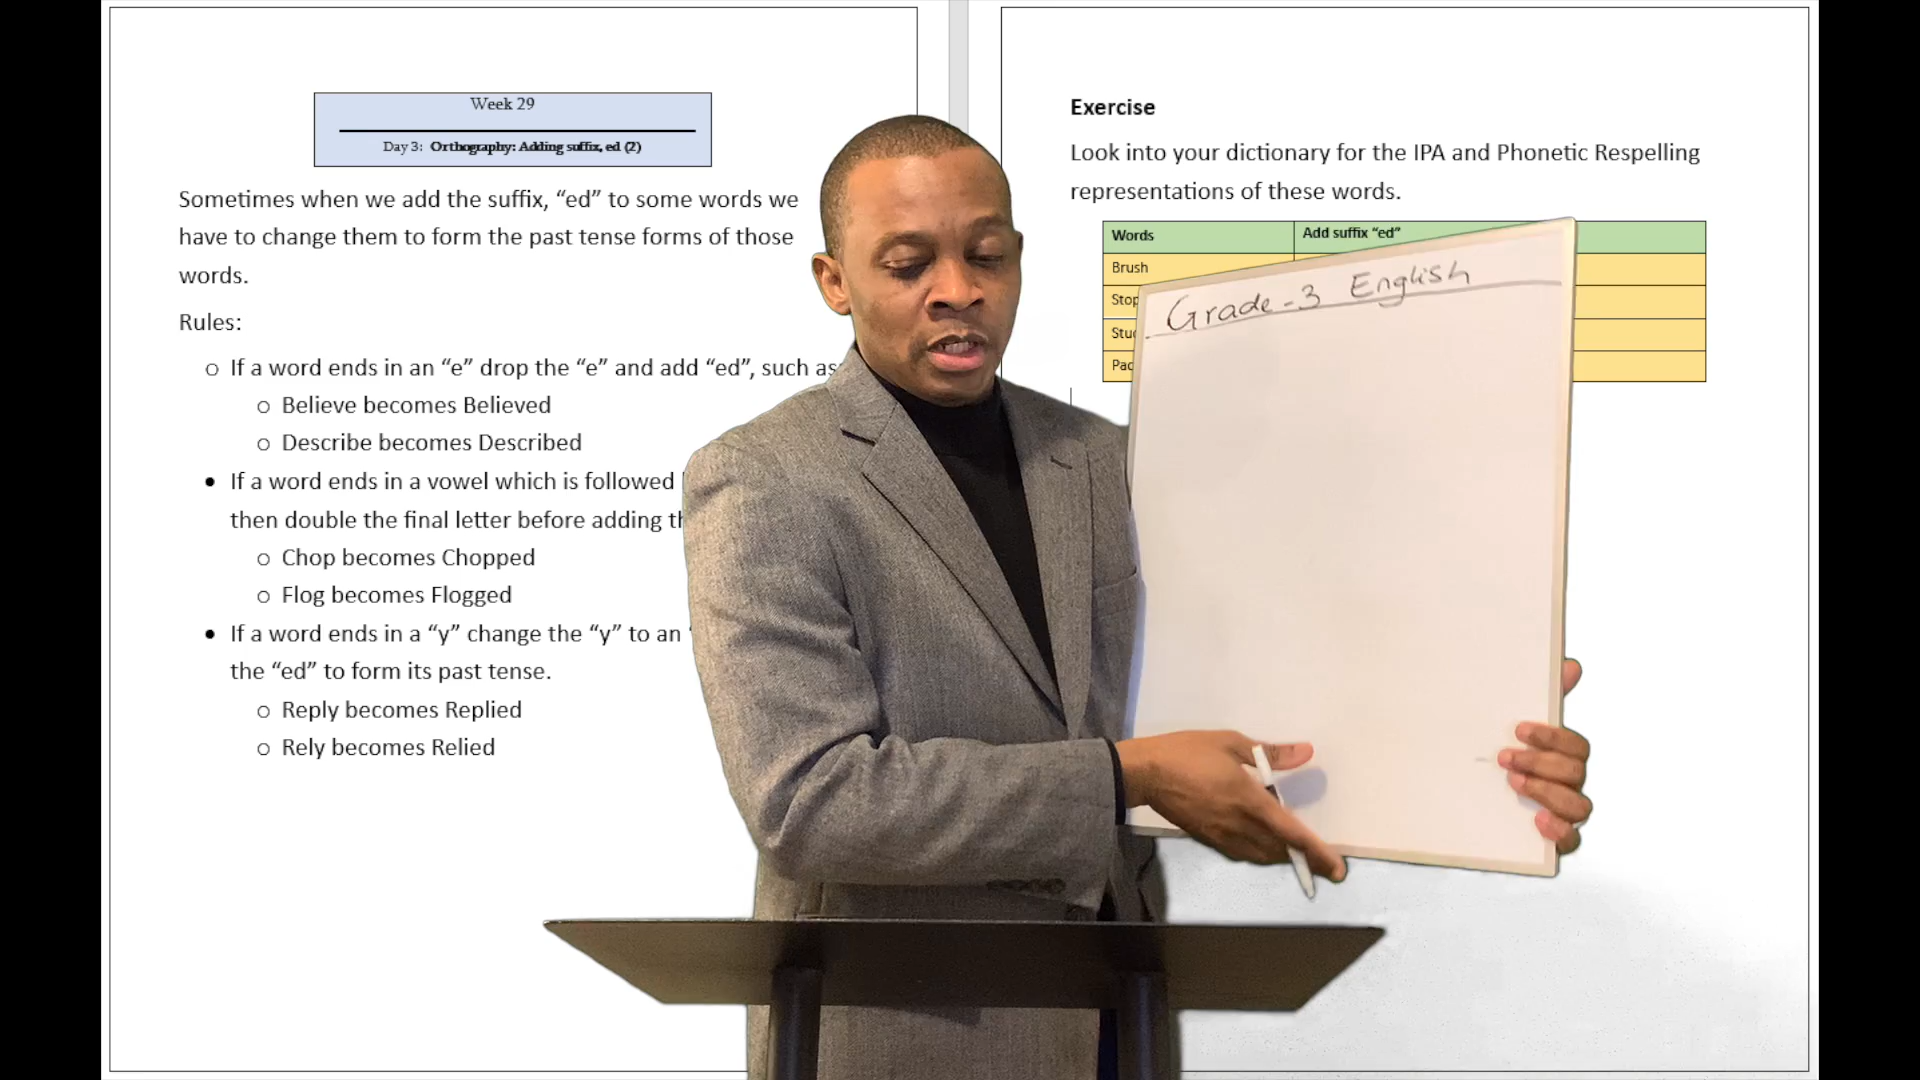 Week 29
Day 3: Orthography: Adding suffix, ed (2)
Sometimes when we add the suffix, “ed” to some words we
have to change them to form the past tense forms of those
words.
Rules:
If a word ends in an “e” drop the “e” and add “ed”, such as
Believe becomes Believed
Describe becomes Described
If a word ends in a vowel which is followed
then double the final letter before adding
Chop becomes Chopped
Flog becomes Flogged
If a word ends in a “y” change the “y” to an
the “ed” to form its past tense.
Reply becomes Replied
Rely becomes Relied
Exercise
Look into your dictionary for the IPA and Phonetic Respelling
representations of these words.
Words Add suffix “ed”
Brush
Grade-3 English